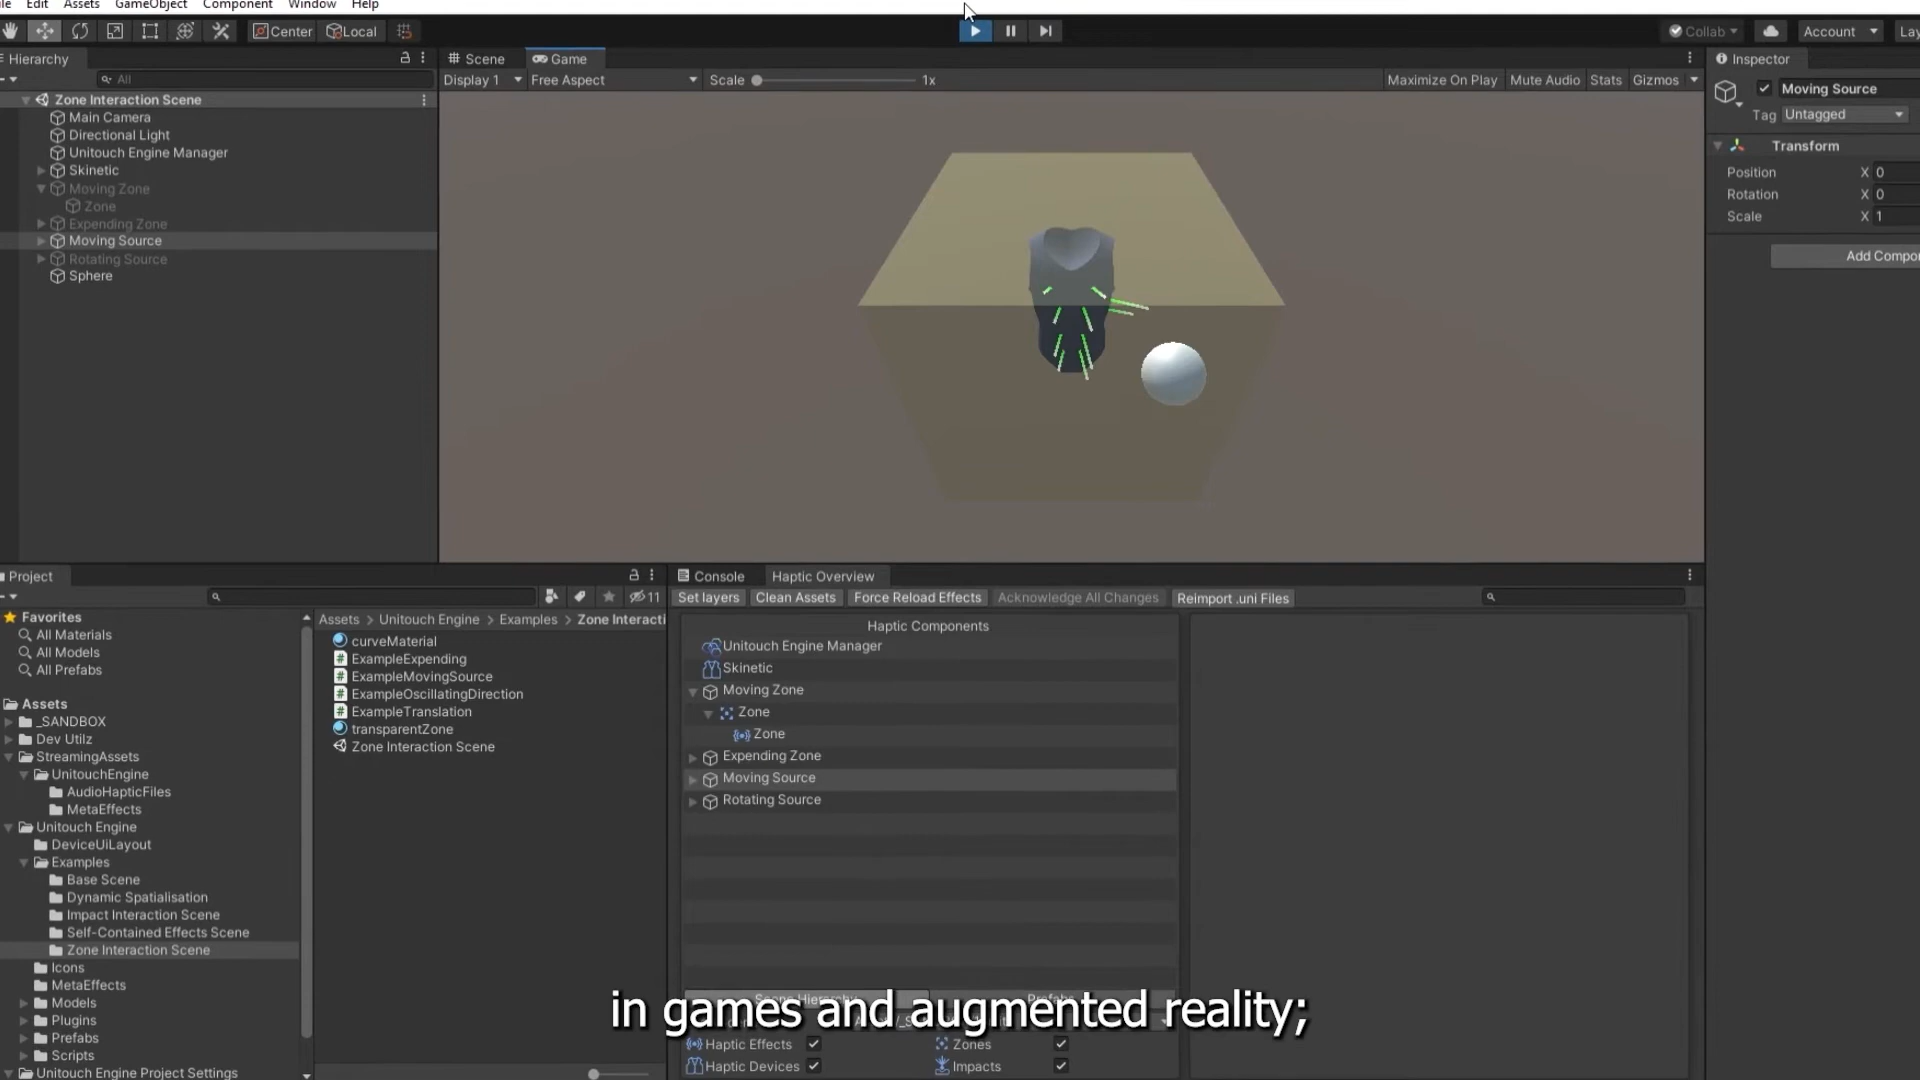 Edit Assets GameObject Component Window Help
Center Local
Collab Account
Hierarchy
All
Zone Interaction Scene
Main Camera
Directional Light
Unitouch Engine Manager
Skinetic
Moving Zone
Zone
Expending Zone
Moving Source
Rotating Source
Sphere
Scene Game
Display 1 Free Aspect Scale 1x Maximize On Play Mute Audio Stats Gizmos
Inspector
Moving Source
Tag Untagged
Transform
Position X 0
Rotation X 0
Scale X 1
Project
11
Favorites
All Materials
All Models
All Prefabs
Assets
_SANDBOX
Dev Utilz
StreamingAssets
UnitouchEngine
AudioHapticFiles
MetaEffects
Unitouch Engine
DeviceUiLayout
Examples
Base Scene
Dynamic Spatialisation
Impact Interaction Scene
Self-Contained Effects Scene
Zone Interaction Scene
Icons
MetaEffects
Models
Plugins
Prefabs
Scripts
Unitouch Engine Project Settings
Assets > Unitouch Engine > Examples > Zone Interacti
curveMaterial
ExampleExpending
ExampleMovingSource
ExampleOscillatingDirection
ExampleTranslation
transparentZone
Zone Interaction Scene
Console Haptic Overview
Set layers Clean Assets Force Reload Effects Acknowledge All Changes Reimport .uni Files
Haptic Components
Unitouch Engine Manager
Skinetic
Moving Zone
Zone
Zone
Expending Zone
Moving Source
Rotating Source
Haptic Effects Zones
Haptic Devices Impacts
in games and augmented reality;